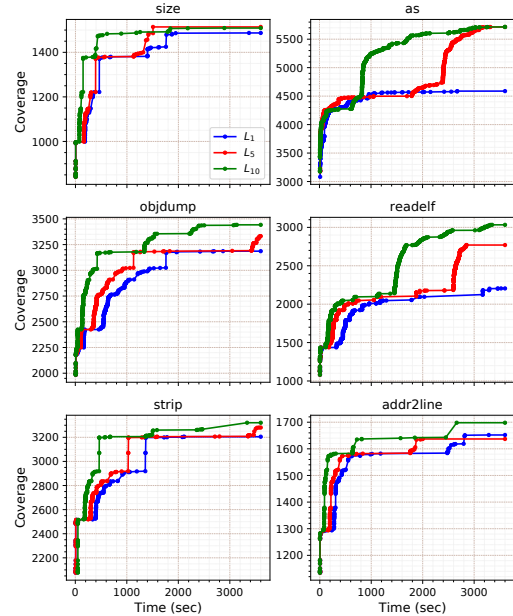 size
as
Coverage
1400
1200
1000
5500
5000
4500
4000
3500
3000
L1
L5
L10
objdump
readelf
Coverage
3500
3250
3000
2750
2500
2250
2000
3000
2500
2000
1500
1000
strip
addr2line
Coverage
3200
3000
2800
2600
2400
2200
1700
1600
1500
1400
1300
1200
0 1000 2000 3000
0 1000 2000 3000
Time (sec)
Time (sec)